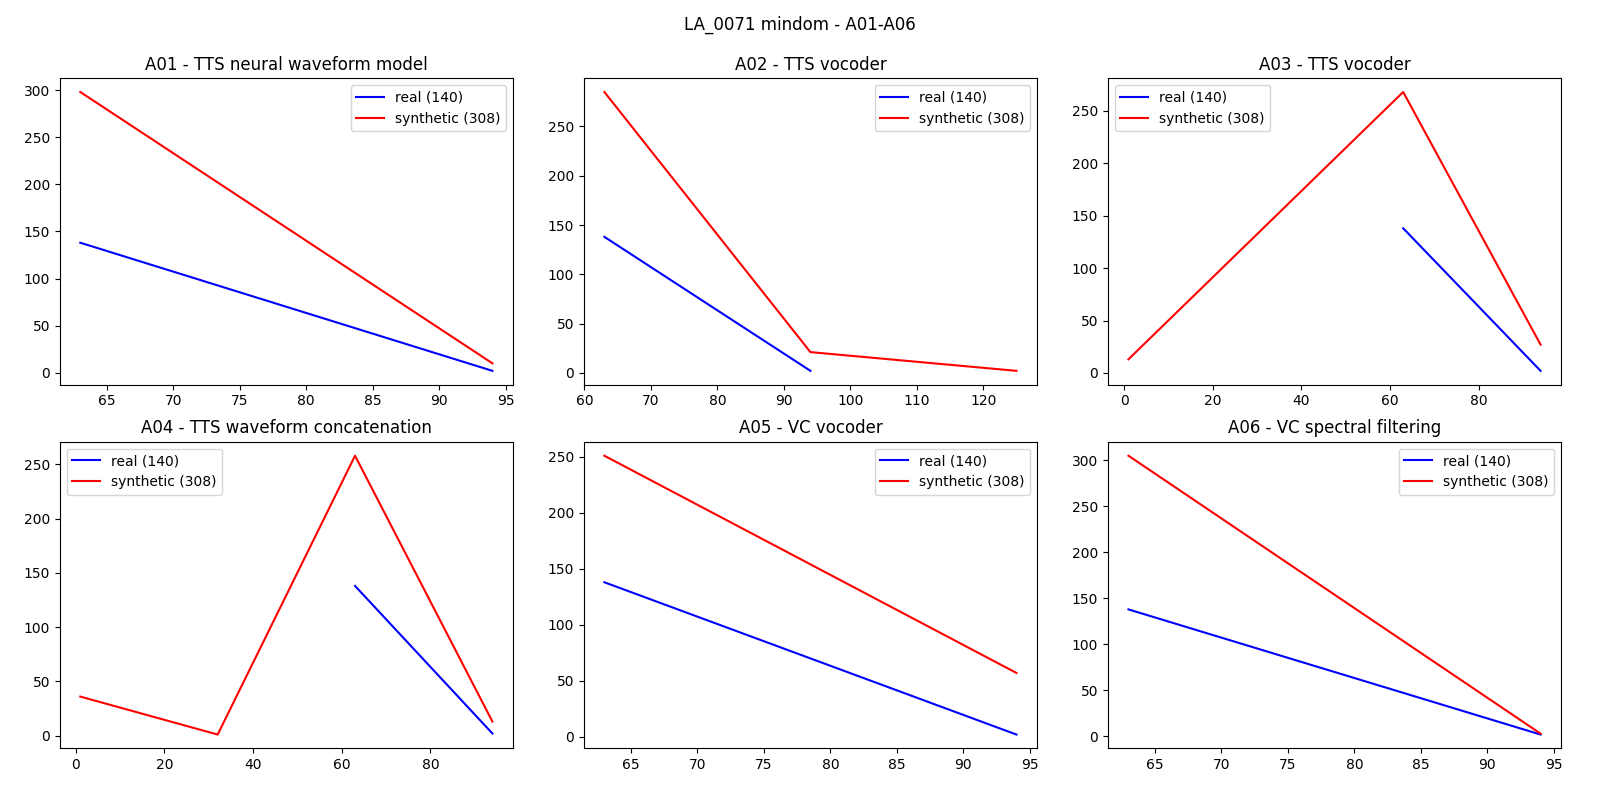 LA_0071 mindom - A01-A06
A01 - TTS neural waveform model
300
250
200
150
100
50
0
65 70 75 80 85 90 95
real (140)
synthetic (308)
A02 - TTS vocoder
250
200
150
100
50
0
60 70 80 90 100 110 120
real (140)
synthetic (308)
A03 - TTS vocoder
250
200
150
100
50
0
0 20 40 60 80
real (140)
synthetic (308)
A04 - TTS waveform concatenation
250
200
150
100
50
0
0 20 40 60 80
real (140)
synthetic (308)
A05 - VC vocoder
250
200
150
100
50
0
65 70 75 80 85 90 95
real (140)
synthetic (308)
A06 - VC spectral filtering
300
250
200
150
100
50
0
65 70 75 80 85 90 95
real (140)
synthetic (308)